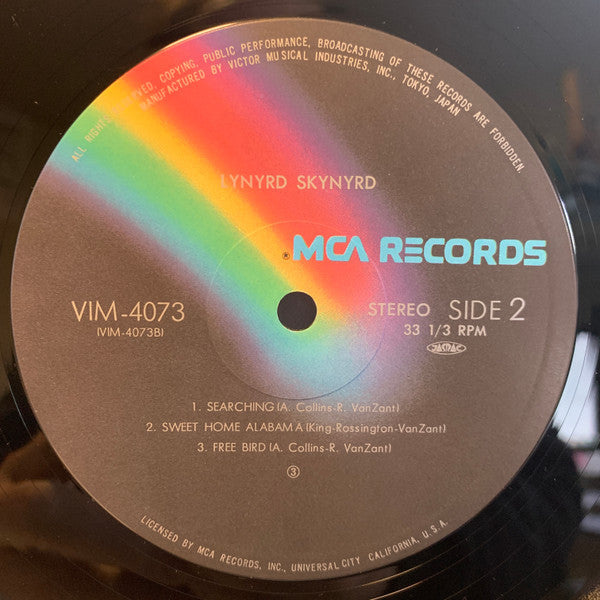 ALL RIGHTS RESERVED. COPYING, PUBLIC PERFORMANCE, BROADCASTING OF THESE RECORDS ARE FORBIDDEN.
MANUFACTURED BY VICTOR MUSICAL INDUSTRIES, INC., TOKYO, JAPAN
LYNYRD SKYNYRD
® MCA RECORDS
VIM-4073
(VIM-4073B)
STEREO SIDE 2
33 1/3 RPM
JASRAC
1. SEARCHING (A. Collins-R. VanZant)
2. SWEET HOME ALABAMA (King-Rossington-VanZant)
3. FREE BIRD (A. Collins-R. VanZant)
③
LICENSED BY MCA RECORDS, INC., UNIVERSAL CITY, CALIFORNIA, U.S.A.